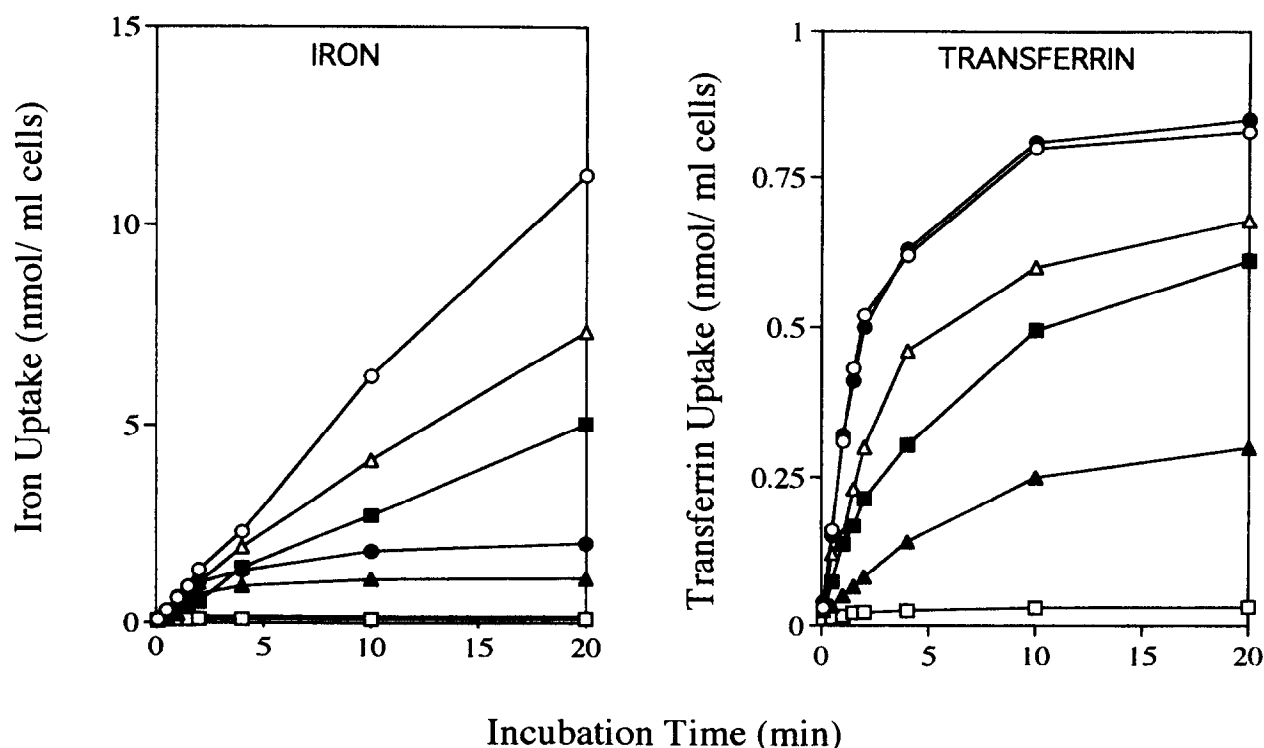 IRON
Iron Uptake (nmol/ ml cells)
15
10
5
0
0 5 10 15 20
TRANSFERRIN
Transferrin Uptake (nmol/ ml cells)
1
0.75
0.5
0.25
0
0 5 10 15 20
Incubation Time (min)